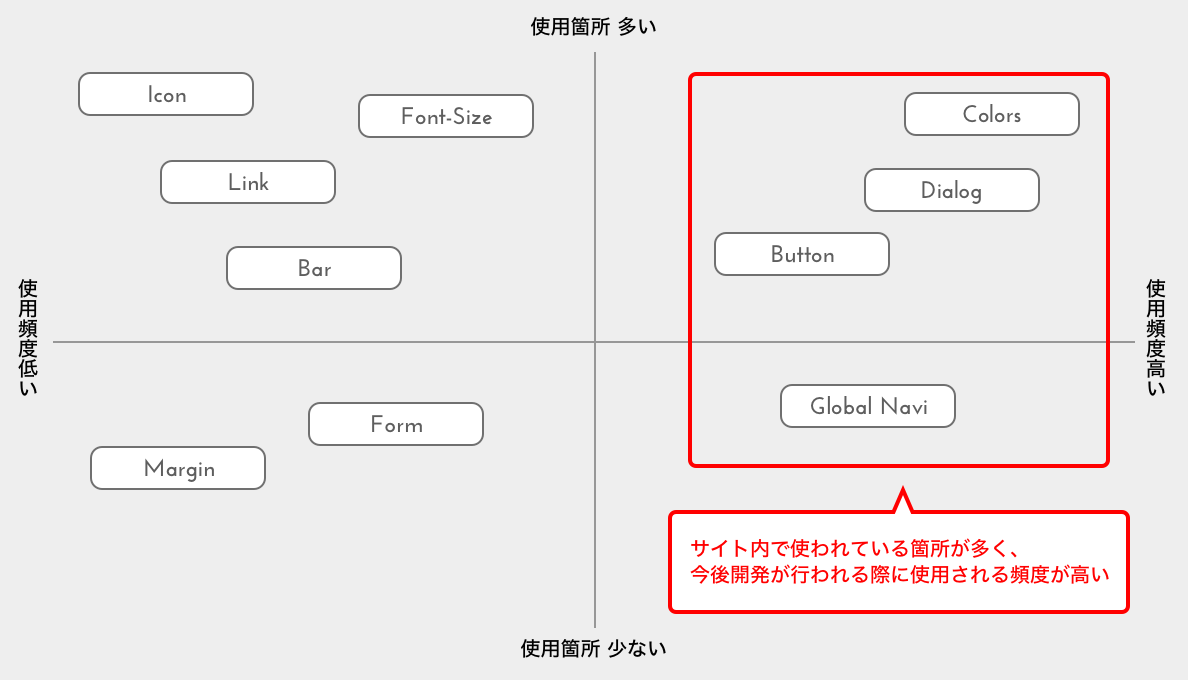 使用箇所 多い
Icon
Font-Size
Colors
Link
Dialog
Button
Bar
使用頻度低い
使用頻度高い
Global Navi
Form
Margin
サイト内で使われている箇所が多く、
今後開発が行われる際に使用される頻度が高い
使用箇所 少ない